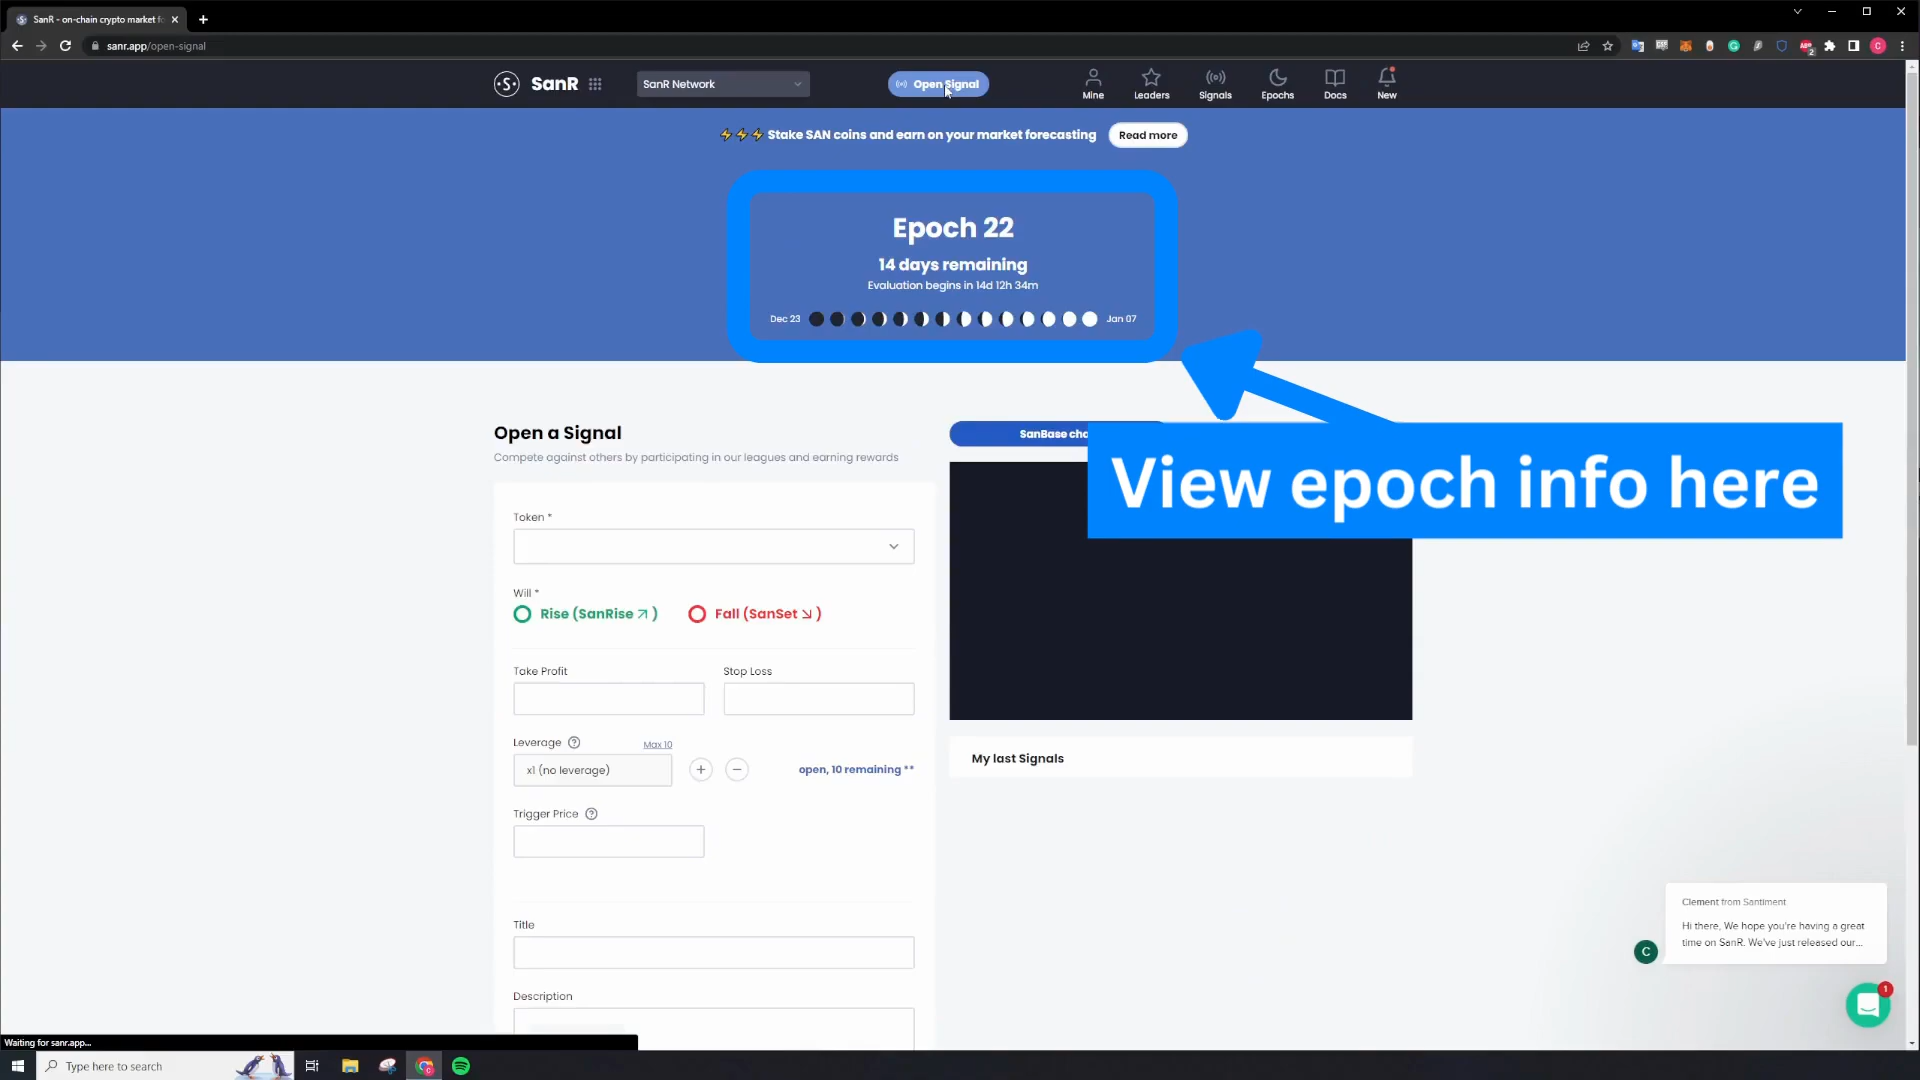 SanR - on-chain crypto market fo
sanr.app/open-signal
SanR
SanR Network
Open Signal
Mine
Leaders
Signals
Epochs
Docs
New
⚡⚡⚡ Stake SAN coins and earn on your market forecasting
Read more
Epoch 22
14 days remaining
Evaluation begins in 14d 12h 34m
Dec 23
Jan 07
View epoch info here
Open a Signal
Compete against others by participating in our leagues and earning rewards
SanBase cha
Token *
Will *
Rise (SanRise ↗ )
Fall (SanSet ↘ )
Take Profit
Stop Loss
Leverage ?
Max 10
x1 (no leverage)
+
−
open, 10 remaining **
Trigger Price ?
My last Signals
Title
Description
Clement from Santiment
Hi there, We hope you're having a great
time on SanR. We've just released our...
C
1
Waiting for sanr.app...
Type here to search